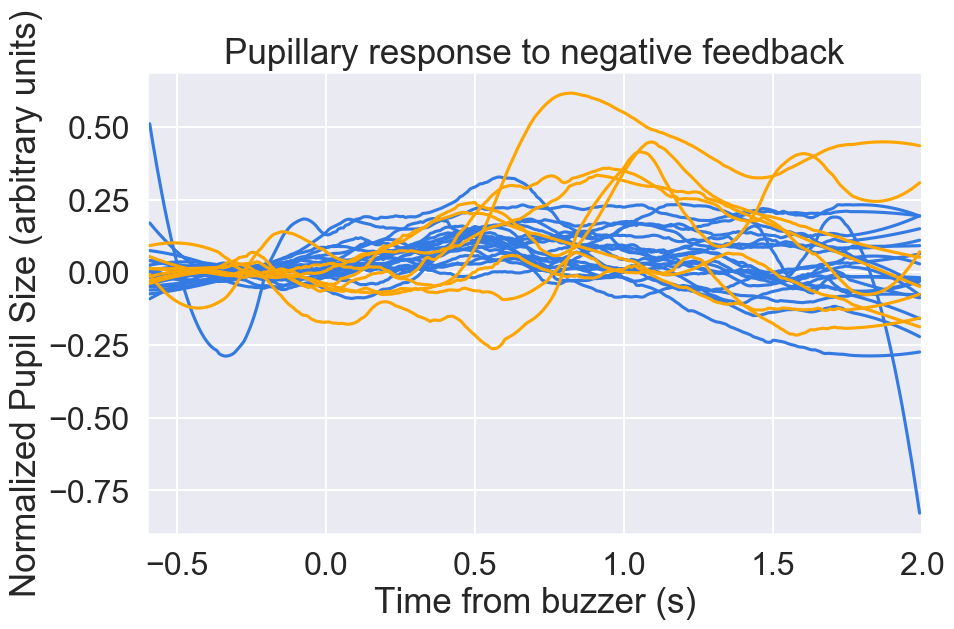 Pupillary response to negative feedback
Normalized Pupil Size (arbitrary units)
0.50
0.25
0.00
−0.25
−0.50
−0.75
−0.5 0.0 0.5 1.0 1.5 2.0
Time from buzzer (s)